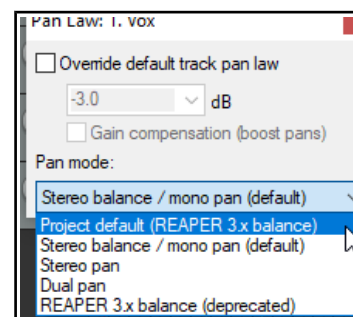 Pan Law: 1. Vox
Override default track pan law
-3.0
dB
Gain compensation (boost pans)
Pan mode:
Stereo balance / mono pan (default)
Project default (REAPER 3.x balance)
Stereo balance / mono pan (default)
Stereo pan
Dual pan
REAPER 3.x balance (deprecated)